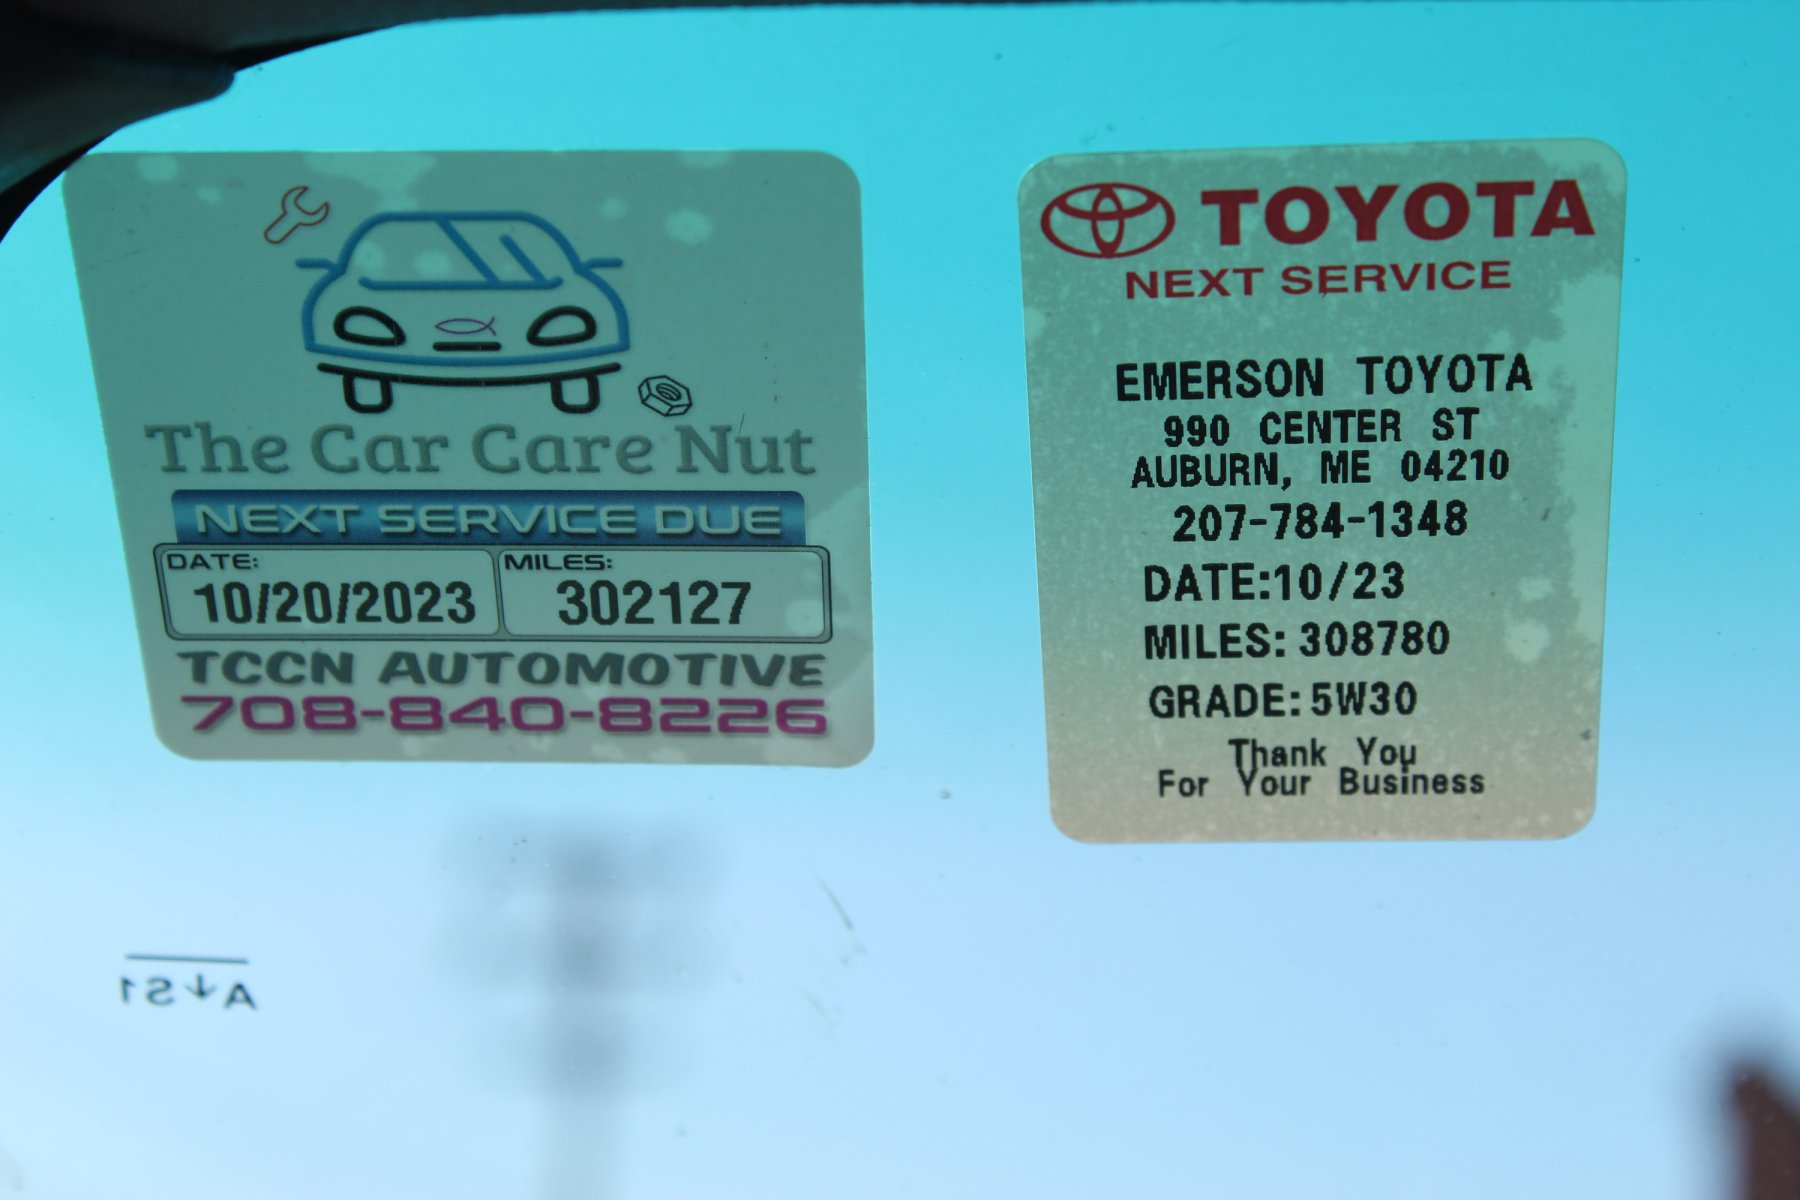 The Car Care Nut
NEXT SERVICE DUE
DATE: MILES:
10/20/2023 302127
TCCN AUTOMOTIVE
708-840-8226
TOYOTA
NEXT SERVICE
EMERSON TOYOTA
990 CENTER ST
AUBURN, ME 04210
207-784-1348
DATE:10/23
MILES: 308780
GRADE: 5W30
Thank You
For Your Business
A↓S1